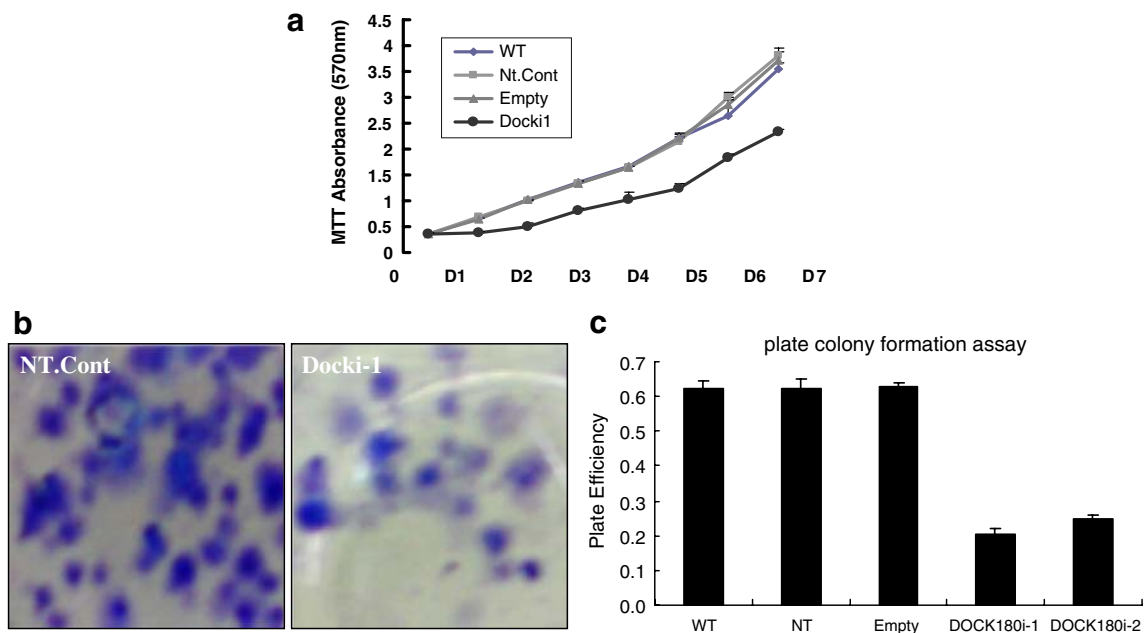 a
MTT Absorbance (570nm)
4.5
4
3.5
3
2.5
2
1.5
1
0.5
0
WT
Nt.Cont
Empty
Docki1
0 D1 D2 D3 D4 D5 D6 D7
b
NT.Cont
Docki-1
c
plate colony formation assay
Plate Efficiency
0.7
0.6
0.5
0.4
0.3
0.2
0.1
0.0
WT NT Empty DOCK180i-1 DOCK180i-2